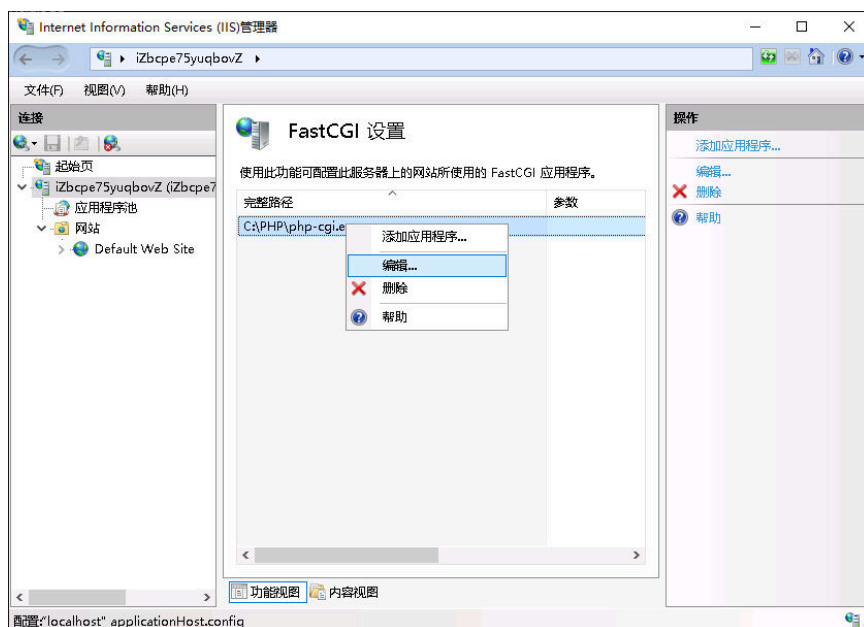 Internet Information Services (IIS)管理器
iZbcpe75yuqbovZ
文件(F) 视图(V) 帮助(H)
连接
起始页
iZbcpe75yuqbovZ (iZbcpe7
应用程序池
网站
Default Web Site
FastCGI 设置
使用此功能可配置此服务器上的网站所使用的 FastCGI 应用程序。
完整路径 参数
C:\PHP\php-cgi.e
添加应用程序...
编辑...
删除
帮助
功能视图 内容视图
操作
添加应用程序...
编辑...
删除
帮助
配置:"localhost" applicationHost.config